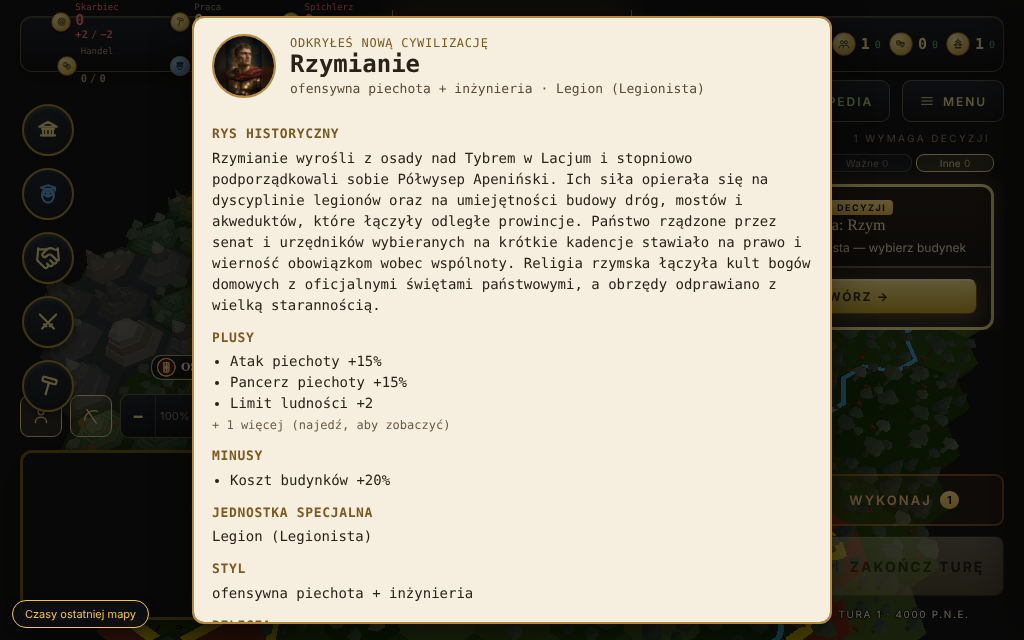 Skarbiec
0
+2 / −2
Praca
Spichlerz
Handel
0 / 0
1 0
0 0
1 0
PEDIA
MENU
1 WYMAGA DECYZJI
Ważne 0
Inne 0
DECYZJI
a: Rzym
sta — wybierz budynek
WÓRZ →
100%
WYKONAJ 1
ZAKOŃCZ TURĘ
TURA 1 · 4000 P.N.E.
Czasy ostatniej mapy
ODKRYŁEŚ NOWĄ CYWILIZACJĘ
Rzymianie
ofensywna piechota + inżynieria · Legion (Legionista)
RYS HISTORYCZNY
Rzymianie wyrośli z osady nad Tybrem w Lacjum i stopniowo
podporządkowali sobie Półwysep Apeniński. Ich siła opierała się na
dyscyplinie legionów oraz na umiejętności budowy dróg, mostów i
akweduktów, które łączyły odległe prowincje. Państwo rządzone przez
senat i urzędników wybieranych na krótkie kadencje stawiało na prawo i
wierność obowiązkom wobec wspólnoty. Religia rzymska łączyła kult bogów
domowych z oficjalnymi świętami państwowymi, a obrzędy odprawiano z
wielką starannością.
PLUSY
• Atak piechoty +15%
• Pancerz piechoty +15%
• Limit ludności +2
+ 1 więcej (najedź, aby zobaczyć)
MINUSY
• Koszt budynków +20%
JEDNOSTKA SPECJALNA
Legion (Legionista)
STYL
ofensywna piechota + inżynieria